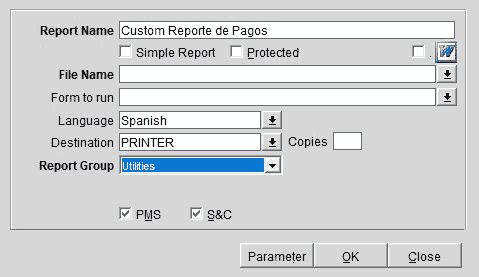 Report Name Custom Reporte de Pagos
Simple Report Protected . W
File Name
Form to run
Language Spanish
Destination PRINTER Copies
Report Group Utilities
PMS S&C
Parameter OK Close